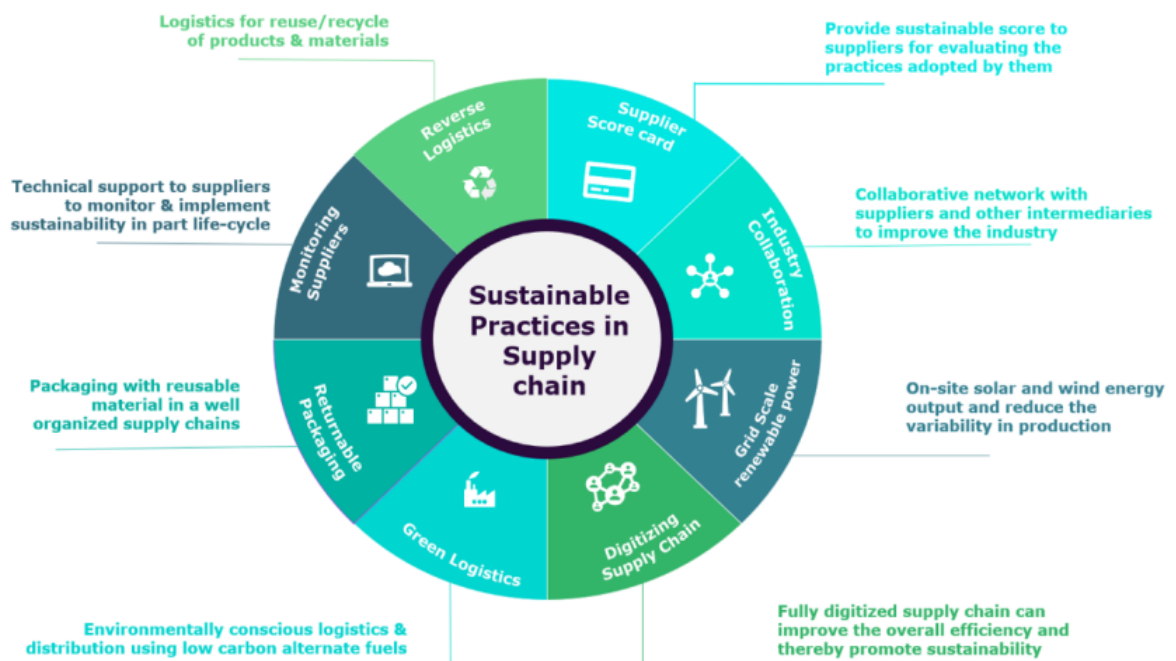 Logistics for reuse/recycle
of products & materials
Provide sustainable score to
suppliers for evaluating the
practices adopted by them
Reverse
Logistics
Supplier
Score card
Technical support to suppliers
to monitor & implement
sustainability in part life-cycle
Monitoring
Suppliers
Industry
Collaboration
Collaborative network with
suppliers and other intermediaries
to improve the industry
Sustainable
Practices in
Supply
chain
Packaging with reusable
material in a well
organized supply chains
Returnable
Packaging
Grid Scale
renewable power
On-site solar and wind energy
output and reduce the
variability in production
Green Logistics
Digitizing
Supply Chain
Environmentally conscious logistics &
distribution using low carbon alternate fuels
Fully digitized supply chain can
improve the overall efficiency and
thereby promote sustainability